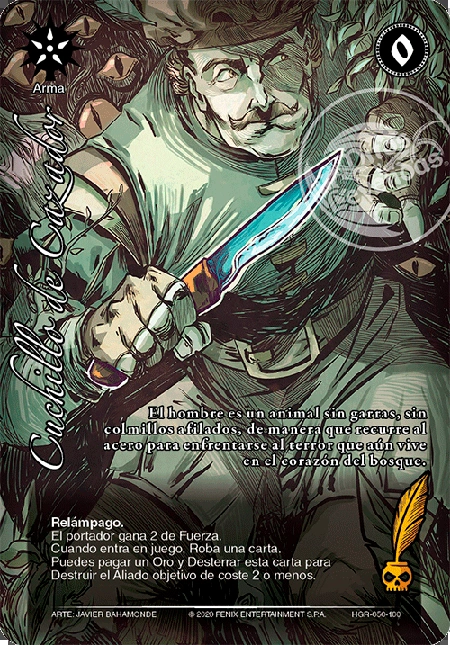 0
Arma
Cuchillo de Cazador
El hombre es un animal sin garras, sin
colmillos afilados, de manera que recurre al
acero para enfrentarse al terror que aún vive
en el corazón del bosque.
Relámpago.
El portador gana 2 de Fuerza.
Cuando entra en juego. Roba una carta.
Puedes pagar un Oro y Desterrar esta carta para
Destruir el Aliado objetivo de coste 2 o menos.
ARTE: JAVIER BAHAMONDE
© 2020 FENIX ENTERTAINMENT S.P.A.